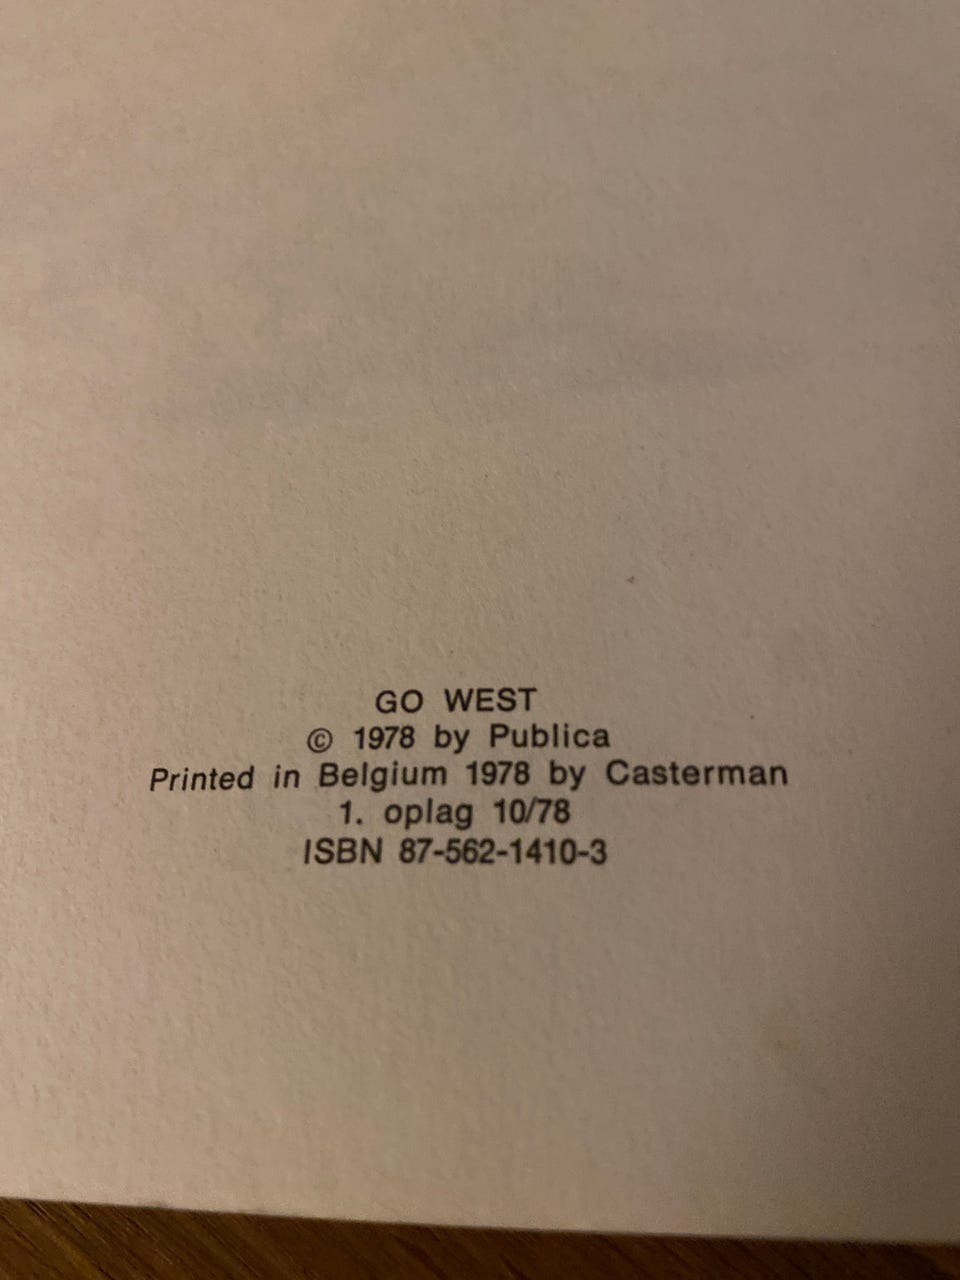 GO WEST
© 1978 by Publica
Printed in Belgium 1978 by Casterman
1. oplag 10/78
ISBN 87-562-1410-3